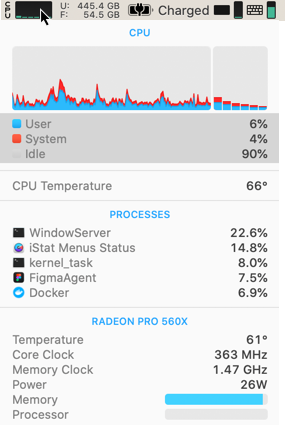 CPU U: 445.4 GB
F: 54.5 GB Charged
CPU
User 6%
System 4%
Idle 90%
CPU Temperature 66°
PROCESSES
WindowServer 22.6%
iStat Menus Status 14.8%
kernel_task 8.0%
FigmaAgent 7.5%
Docker 6.9%
RADEON PRO 560X
Temperature 61°
Core Clock 363 MHz
Memory Clock 1.47 GHz
Power 26W
Memory
Processor